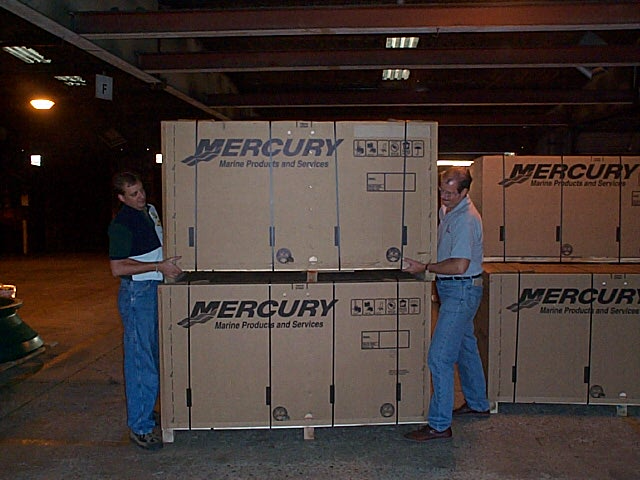 F
MERCURY
Marine Products and Services
MERCURY
Marine Products and Services
MERCURY
Marine Products and Services
MERCURY
Marine Products and Services